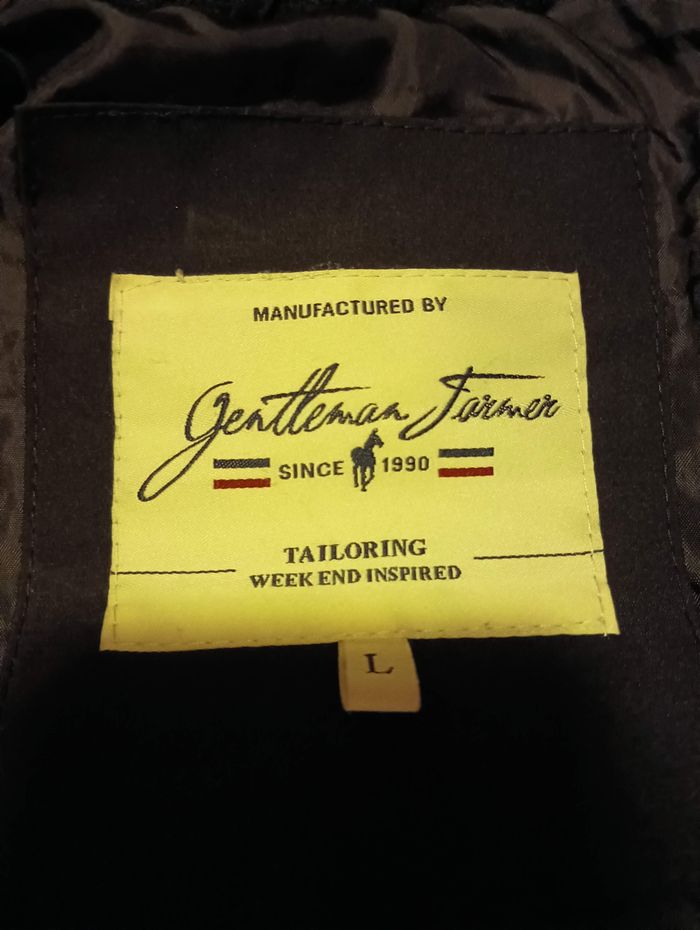 MANUFACTURED BY
Gentleman Farmer
SINCE 1990
TAILORING
WEEK END INSPIRED
L